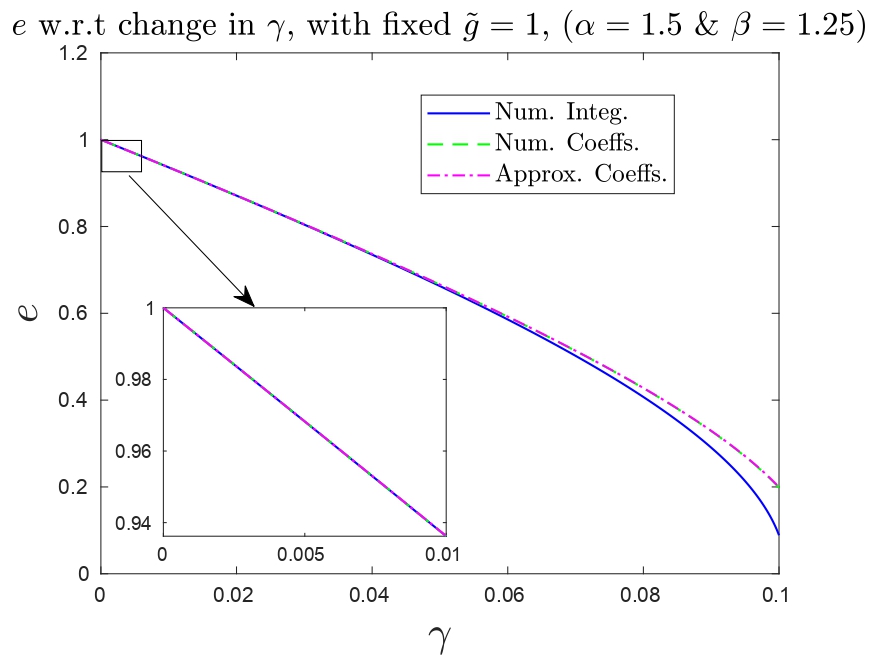 e w.r.t change in γ, with fixed g̃ = 1, (α = 1.5 & β = 1.25)
1.2
1
0.8
0.6
0.4
0.2
0
e
Num. Integ.
Num. Coeffs.
Approx. Coeffs.
1
0.98
0.96
0.94
0 0.005 0.01
0 0.02 0.04 0.06 0.08 0.1
γ